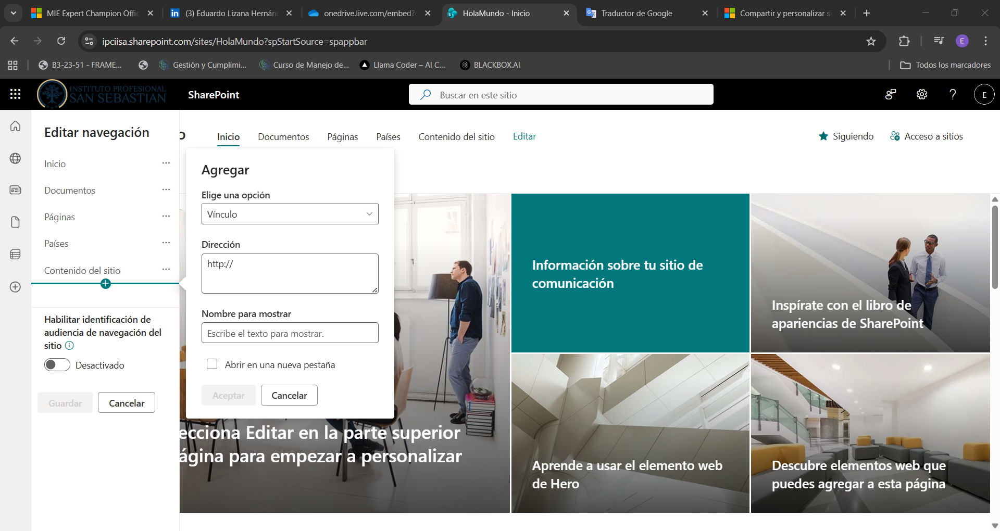 MIE Expert Champion Offic
(3) Eduardo Lizana Hernán
onedrive.live.com/embed?
HolaMundo - Inicio
Traductor de Google
Compartir y personalizar si
ipciisa.sharepoint.com/sites/HolaMundo?spStartSource=spappbar
E
B3-23-51 - FRAME...
Gestión y Cumplimi...
Curso de Manejo de...
Llama Coder – AI C...
BLACKBOX.AI
Todos los marcadores
INSTITUTO PROFESIONAL
SAN SEBASTIAN
SharePoint
Buscar en este sitio
E
Editar navegación
Inicio
Documentos
Páginas
Países
Contenido del sitio
Habilitar identificación de
audiencia de navegación del
sitio
Desactivado
Guardar
Cancelar
o
Inicio
Documentos
Páginas
Países
Contenido del sitio
Editar
Siguiendo
Acceso a sitios
Agregar
Elige una opción
Vínculo
Dirección
http://
Nombre para mostrar
Escribe el texto para mostrar.
Abrir en una nueva pestaña
Aceptar
Cancelar
ecciona Editar en la parte superior
ágina para empezar a personalizar
Información sobre tu sitio de
comunicación
Inspírate con el libro de
apariencias de SharePoint
Aprende a usar el elemento web
de Hero
Descubre elementos web que
puedes agregar a esta página